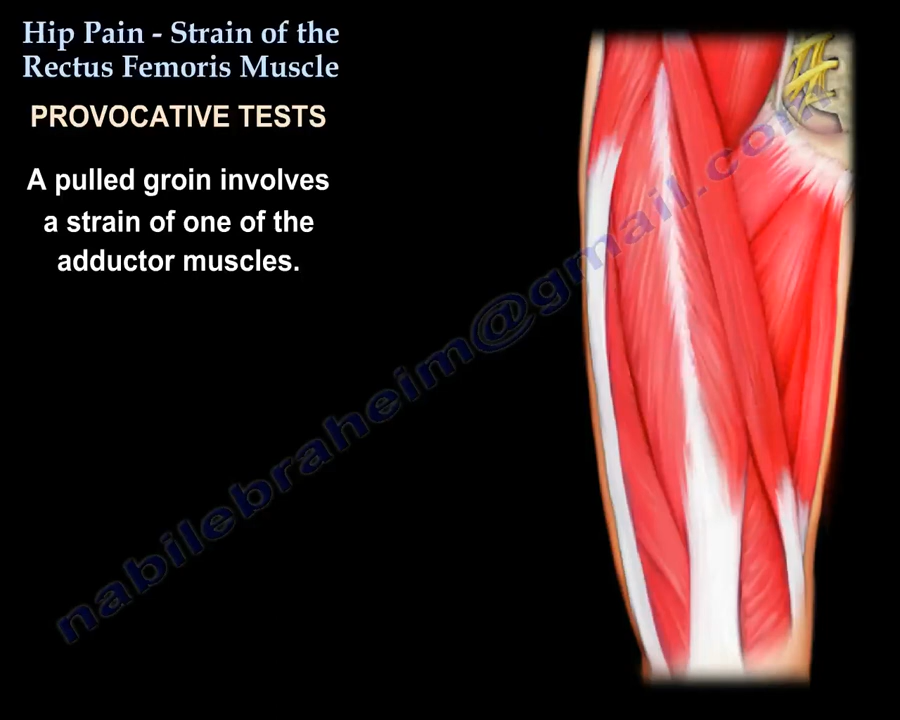 Hip Pain - Strain of the
Rectus Femoris Muscle
PROVOCATIVE TESTS
A pulled groin involves
a strain of one of the
adductor muscles.
nabilebraheim@gmail.com